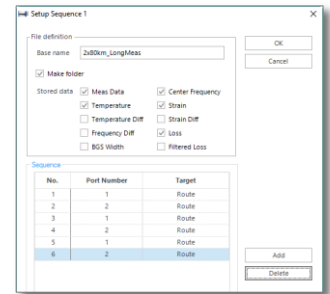 Setup Sequence 1
File definition
OK
Base name 2x80km_LongMeas
Cancel
Make folder
Stored data Meas Data Center Frequency
Temperature Strain
Temperature Diff Strain Diff
Frequency Diff Loss
BGS Width Filtered Loss
Sequence
No. Port Number Target
1 1 Route
2 2 Route
3 1 Route
4 2 Route
5 1 Route
6 2 Route
Add
Delete